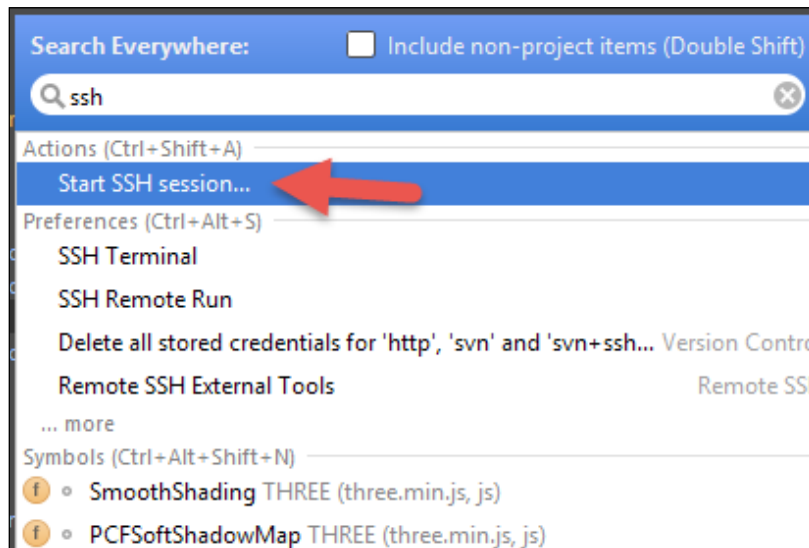 Search Everywhere: Include non-project items (Double Shift)
ssh
Actions (Ctrl+Shift+A)
Start SSH session...
Preferences (Ctrl+Alt+S)
SSH Terminal
SSH Remote Run
Delete all stored credentials for 'http', 'svn' and 'svn+ssh... Version Contro
Remote SSH External Tools Remote SSH
... more
Symbols (Ctrl+Alt+Shift+N)
f SmoothShading THREE (three.min.js, js)
f PCFSoftShadowMap THREE (three.min.js, js)